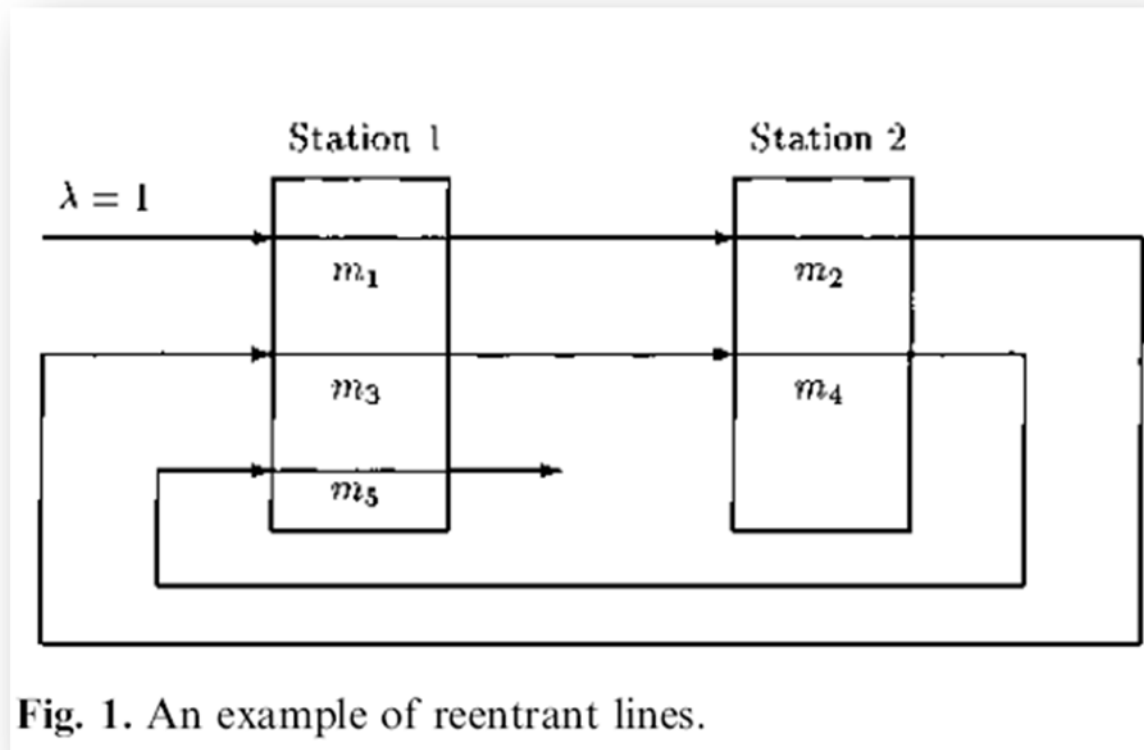 Station 1 Station 2
λ = 1
m₁ m₂
m₃ m₄
m₅
Fig. 1. An example of reentrant lines.